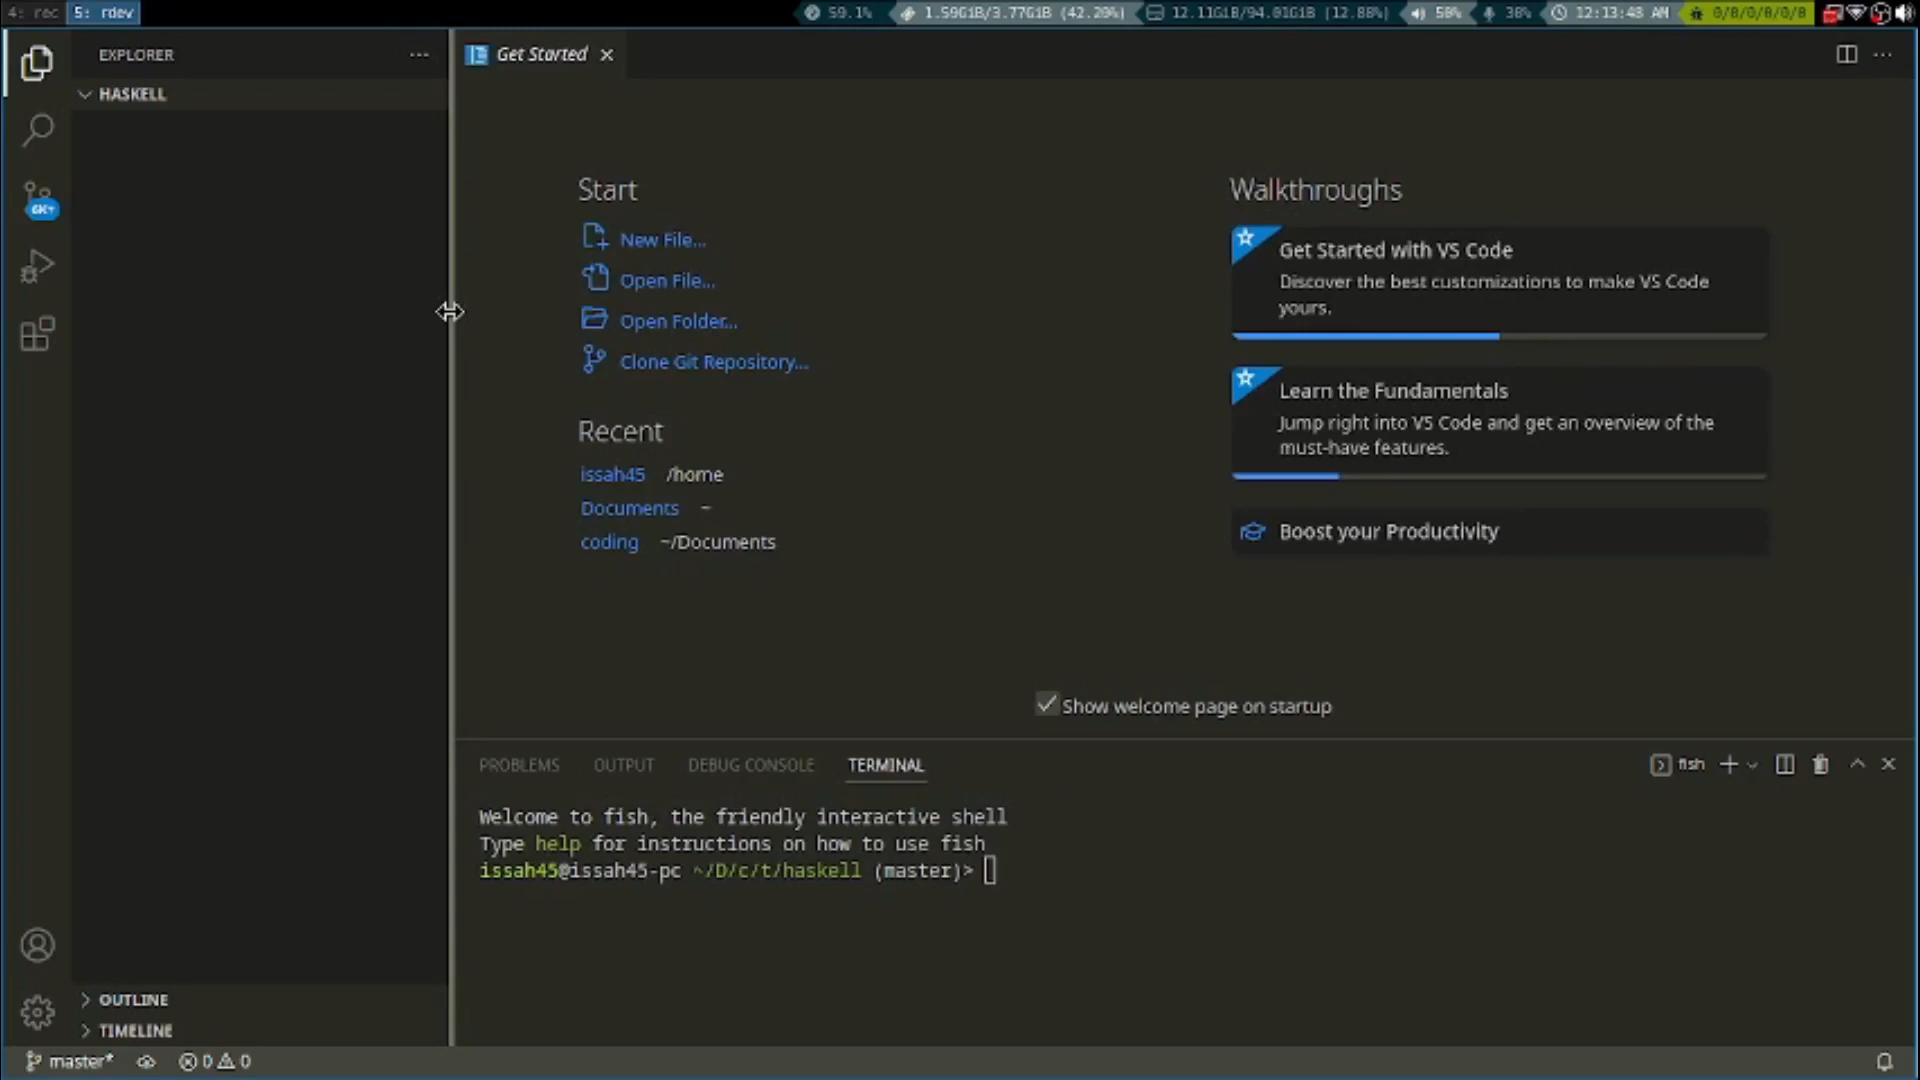 4: rec 5: rdev 59.1% 1.59GiB/3.77GiB (42.20%) 12.11GiB/94.01GiB (12.88%) 50% 38% 12:13:48 AM 0/0/0/0/0
EXPLORER
HASKELL
6K+
OUTLINE
TIMELINE
Get Started
Start
New File...
Open File...
Open Folder...
Clone Git Repository...
Recent
issah45 /home
Documents ~
coding ~/Documents
Walkthroughs
Get Started with VS Code
Discover the best customizations to make VS Code
yours.
Learn the Fundamentals
Jump right into VS Code and get an overview of the
must-have features.
Boost your Productivity
Show welcome page on startup
PROBLEMS OUTPUT DEBUG CONSOLE TERMINAL fish
Welcome to fish, the friendly interactive shell
Type help for instructions on how to use fish
issah45@issah45-pc ~/D/c/t/haskell (master)>
master* 0 0